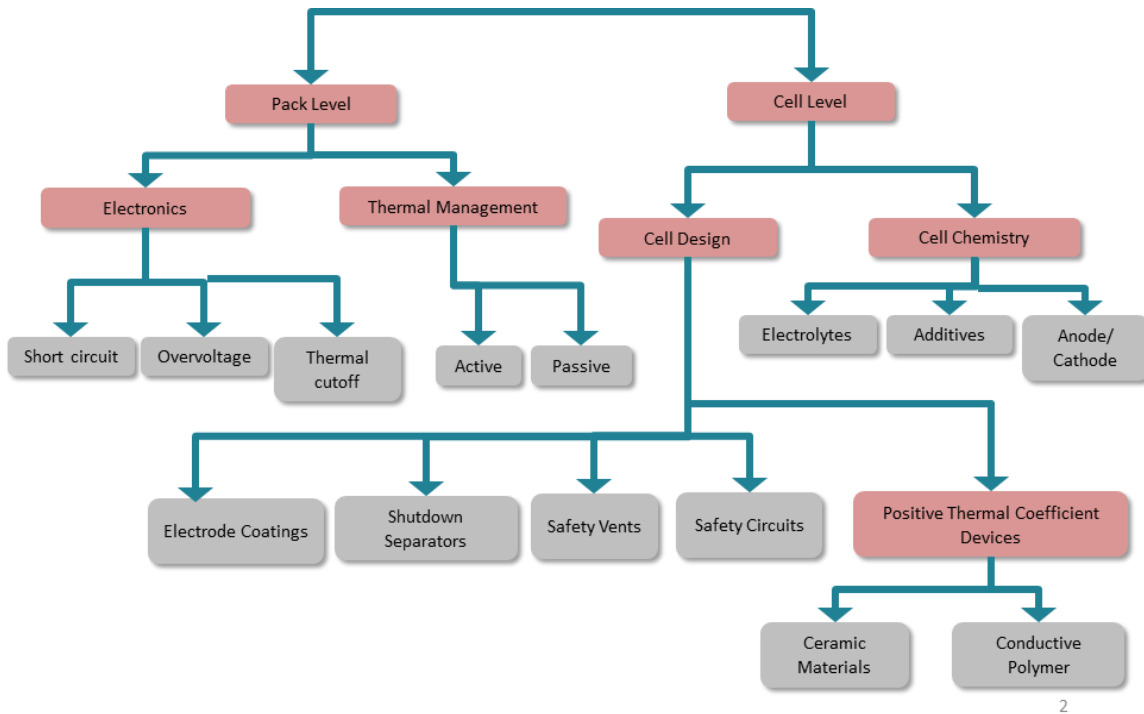 Pack Level
Cell Level
Electronics
Thermal Management
Cell Design
Cell Chemistry
Short circuit
Overvoltage
Thermal
cutoff
Active
Passive
Electrolytes
Additives
Anode/
Cathode
Electrode Coatings
Shutdown
Separators
Safety Vents
Safety Circuits
Positive Thermal Coefficient
Devices
Ceramic
Materials
Conductive
Polymer
2